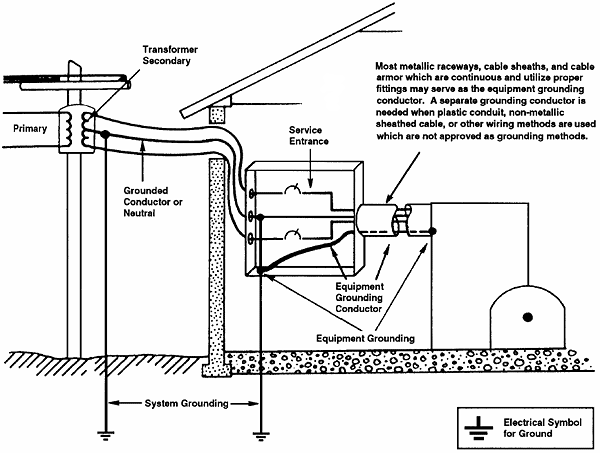 Transformer
Secondary
Most metallic raceways, cable sheaths, and cable
armor which are continuous and utilize proper
fittings may serve as the equipment grounding
conductor. A separate grounding conductor is
needed when plastic conduit, non-metallic
sheathed cable, or other wiring methods are used
which are not approved as grounding methods.
Primary
Service
Entrance
Grounded
Conductor or
Neutral
Equipment
Grounding
Conductor
Equipment Grounding
System Grounding
Electrical Symbol
for Ground